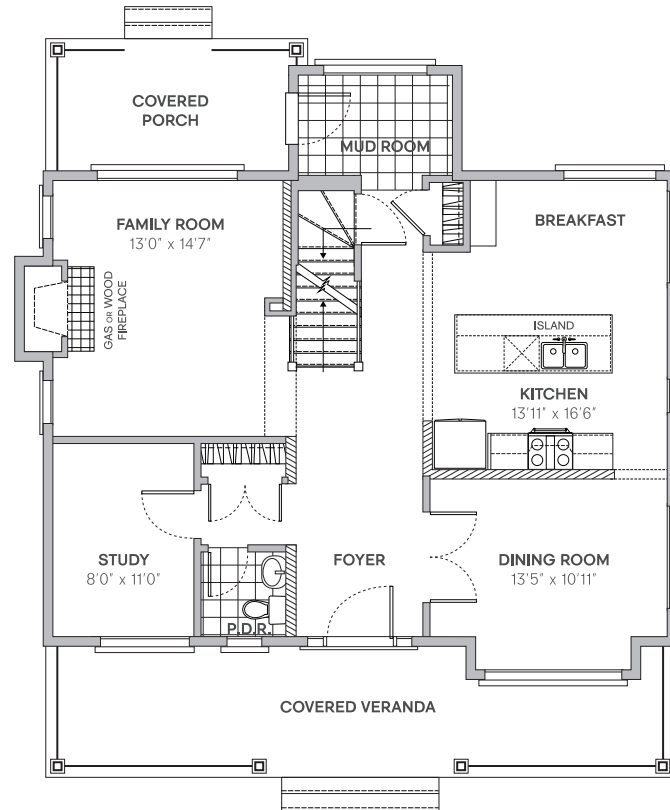 COVERED
PORCH
MUD ROOM
FAMILY ROOM
13'0" x 14'7"
BREAKFAST
GAS OR WOOD
FIREPLACE
ISLAND
KITCHEN
13'11" x 16'6"
STUDY
8'0" x 11'0"
FOYER
DINING ROOM
13'5" x 10'11"
P.D.R.
COVERED VERANDA